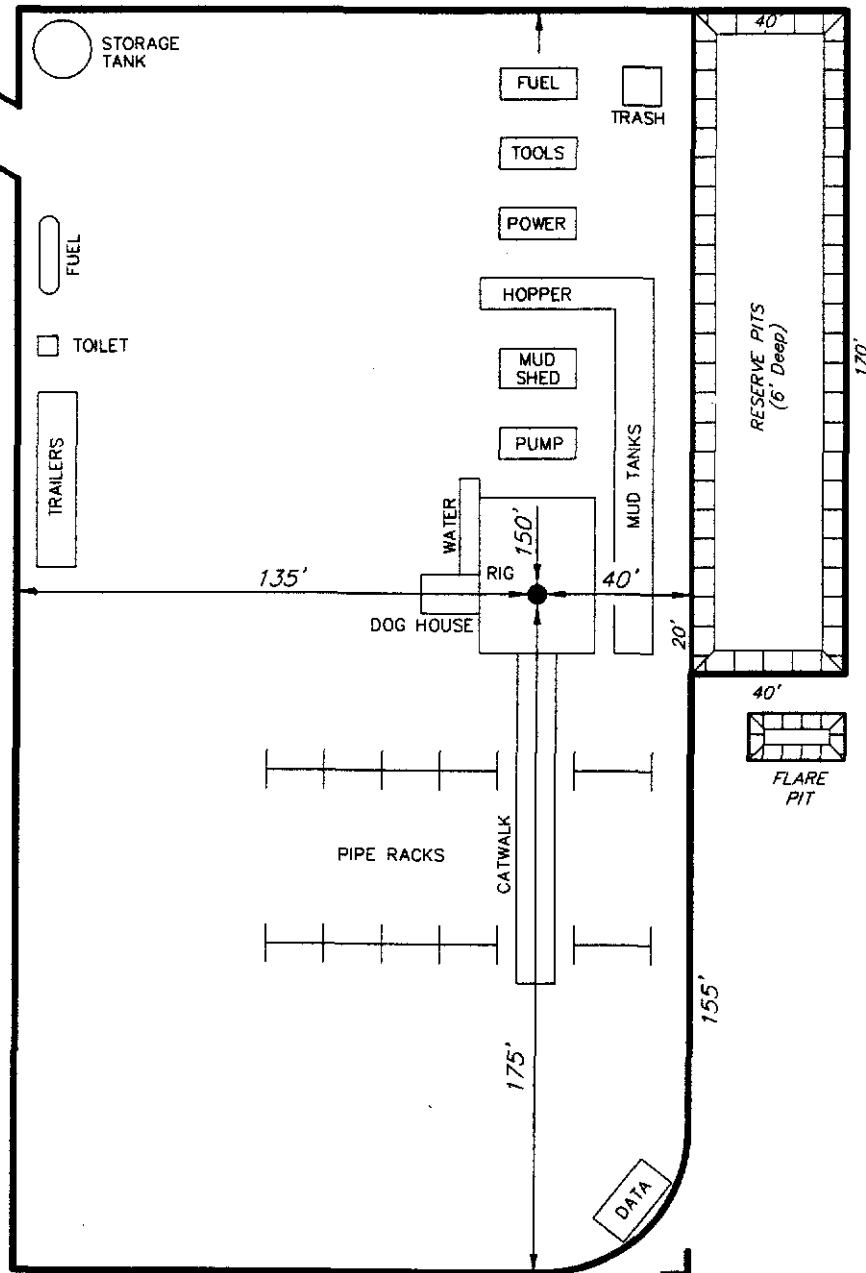 40'
STORAGE
TANK
FUEL
TRASH
TOOLS
POWER
FUEL
HOPPER
TOILET
MUD
SHED
RESERVE PITS
(6' Deep)
170'
TRAILERS
PUMP
MUD TANKS
WATER
150'
RIG
135'
40'
DOG HOUSE
20'
40'
FLARE
PIT
PIPE RACKS
CATWALK
155'
175'
DATA